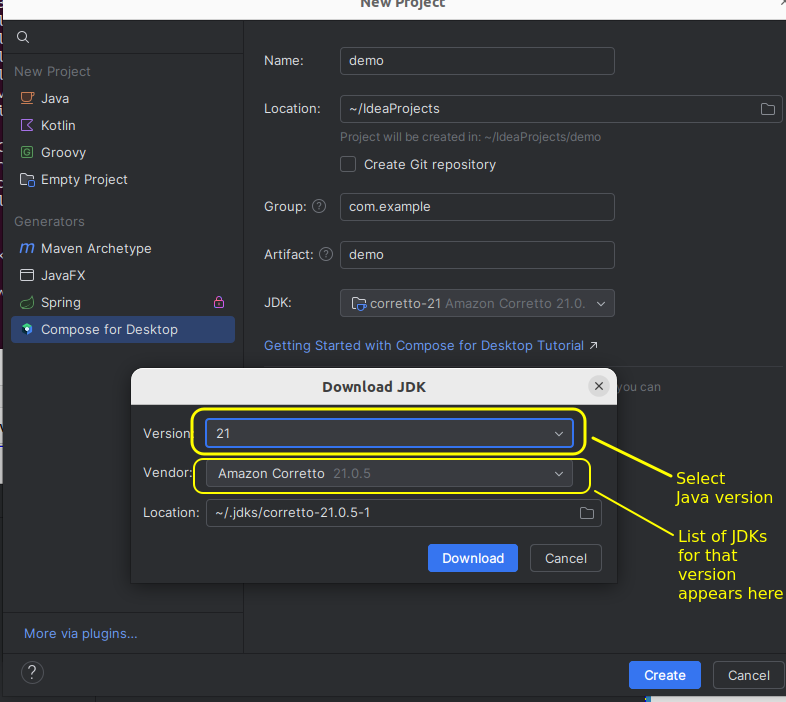 New Project
New Project
Java
Kotlin
Groovy
Empty Project
Generators
Maven Archetype
JavaFX
Spring
Compose for Desktop
More via plugins...
?
Name: demo
Location: ~/IdeaProjects
Project will be created in: ~/IdeaProjects/demo
Create Git repository
Group: ? com.example
Artifact: ? demo
JDK: corretto-21 Amazon Corretto 21.0.
Getting Started with Compose for Desktop Tutorial ↗
you can
Download JDK
Version: 21
Vendor: Amazon Corretto 21.0.5
Location: ~/.jdks/corretto-21.0.5-1
Download Cancel
Select
Java version
List of JDKs
for that
version
appears here
Create Cancel